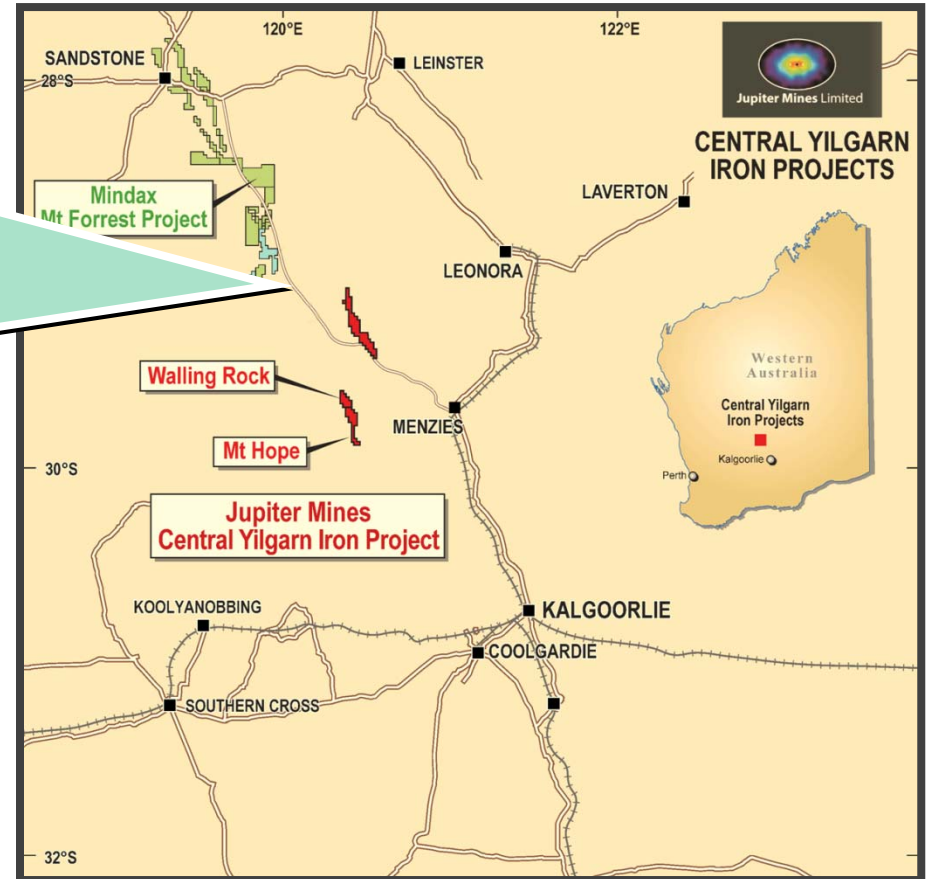 120°E
122°E
SANDSTONE
LEINSTER
28°S
Jupiter Mines Limited
CENTRAL YILGARN
IRON PROJECTS
Mindax
Mt Forrest Project
LAVERTON
LEONORA
Western
Australia
Central Yilgarn
Iron Projects
Kalgoorlie
Perth
Walling Rock
MENZIES
Mt Hope
30°S
Jupiter Mines
Central Yilgarn Iron Project
KOOLYANOBBING
KALGOORLIE
COOLGARDIE
SOUTHERN CROSS
32°S